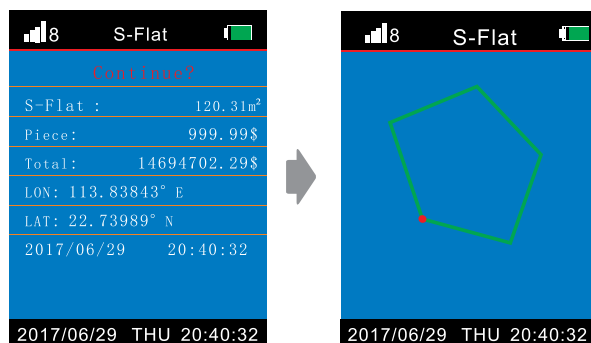 8 S-Flat
Continue?
S-Flat : 120.31m²
Piece: 999.99$
Total: 14694702.29$
LON: 113.83843° E
LAT: 22.73989° N
2017/06/29 20:40:32
2017/06/29 THU 20:40:32
8 S-Flat
2017/06/29 THU 20:40:32